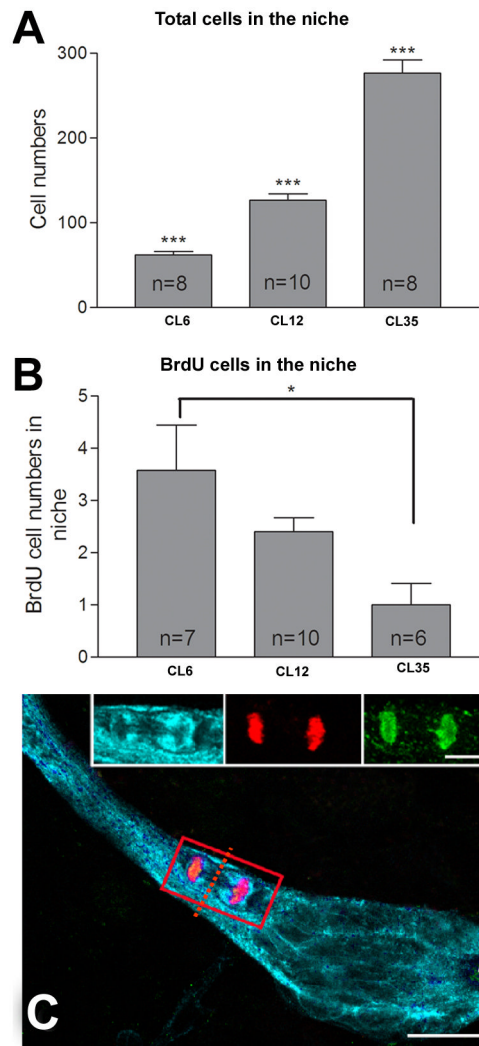 A
Total cells in the niche
300
200
100
0
Cell numbers
***
***
***
n=8
n=10
n=8
CL6
CL12
CL35
B
BrdU cells in the niche
5
4
3
2
1
0
BrdU cell numbers in
niche
*
n=7
n=10
n=6
CL6
CL12
CL35
C